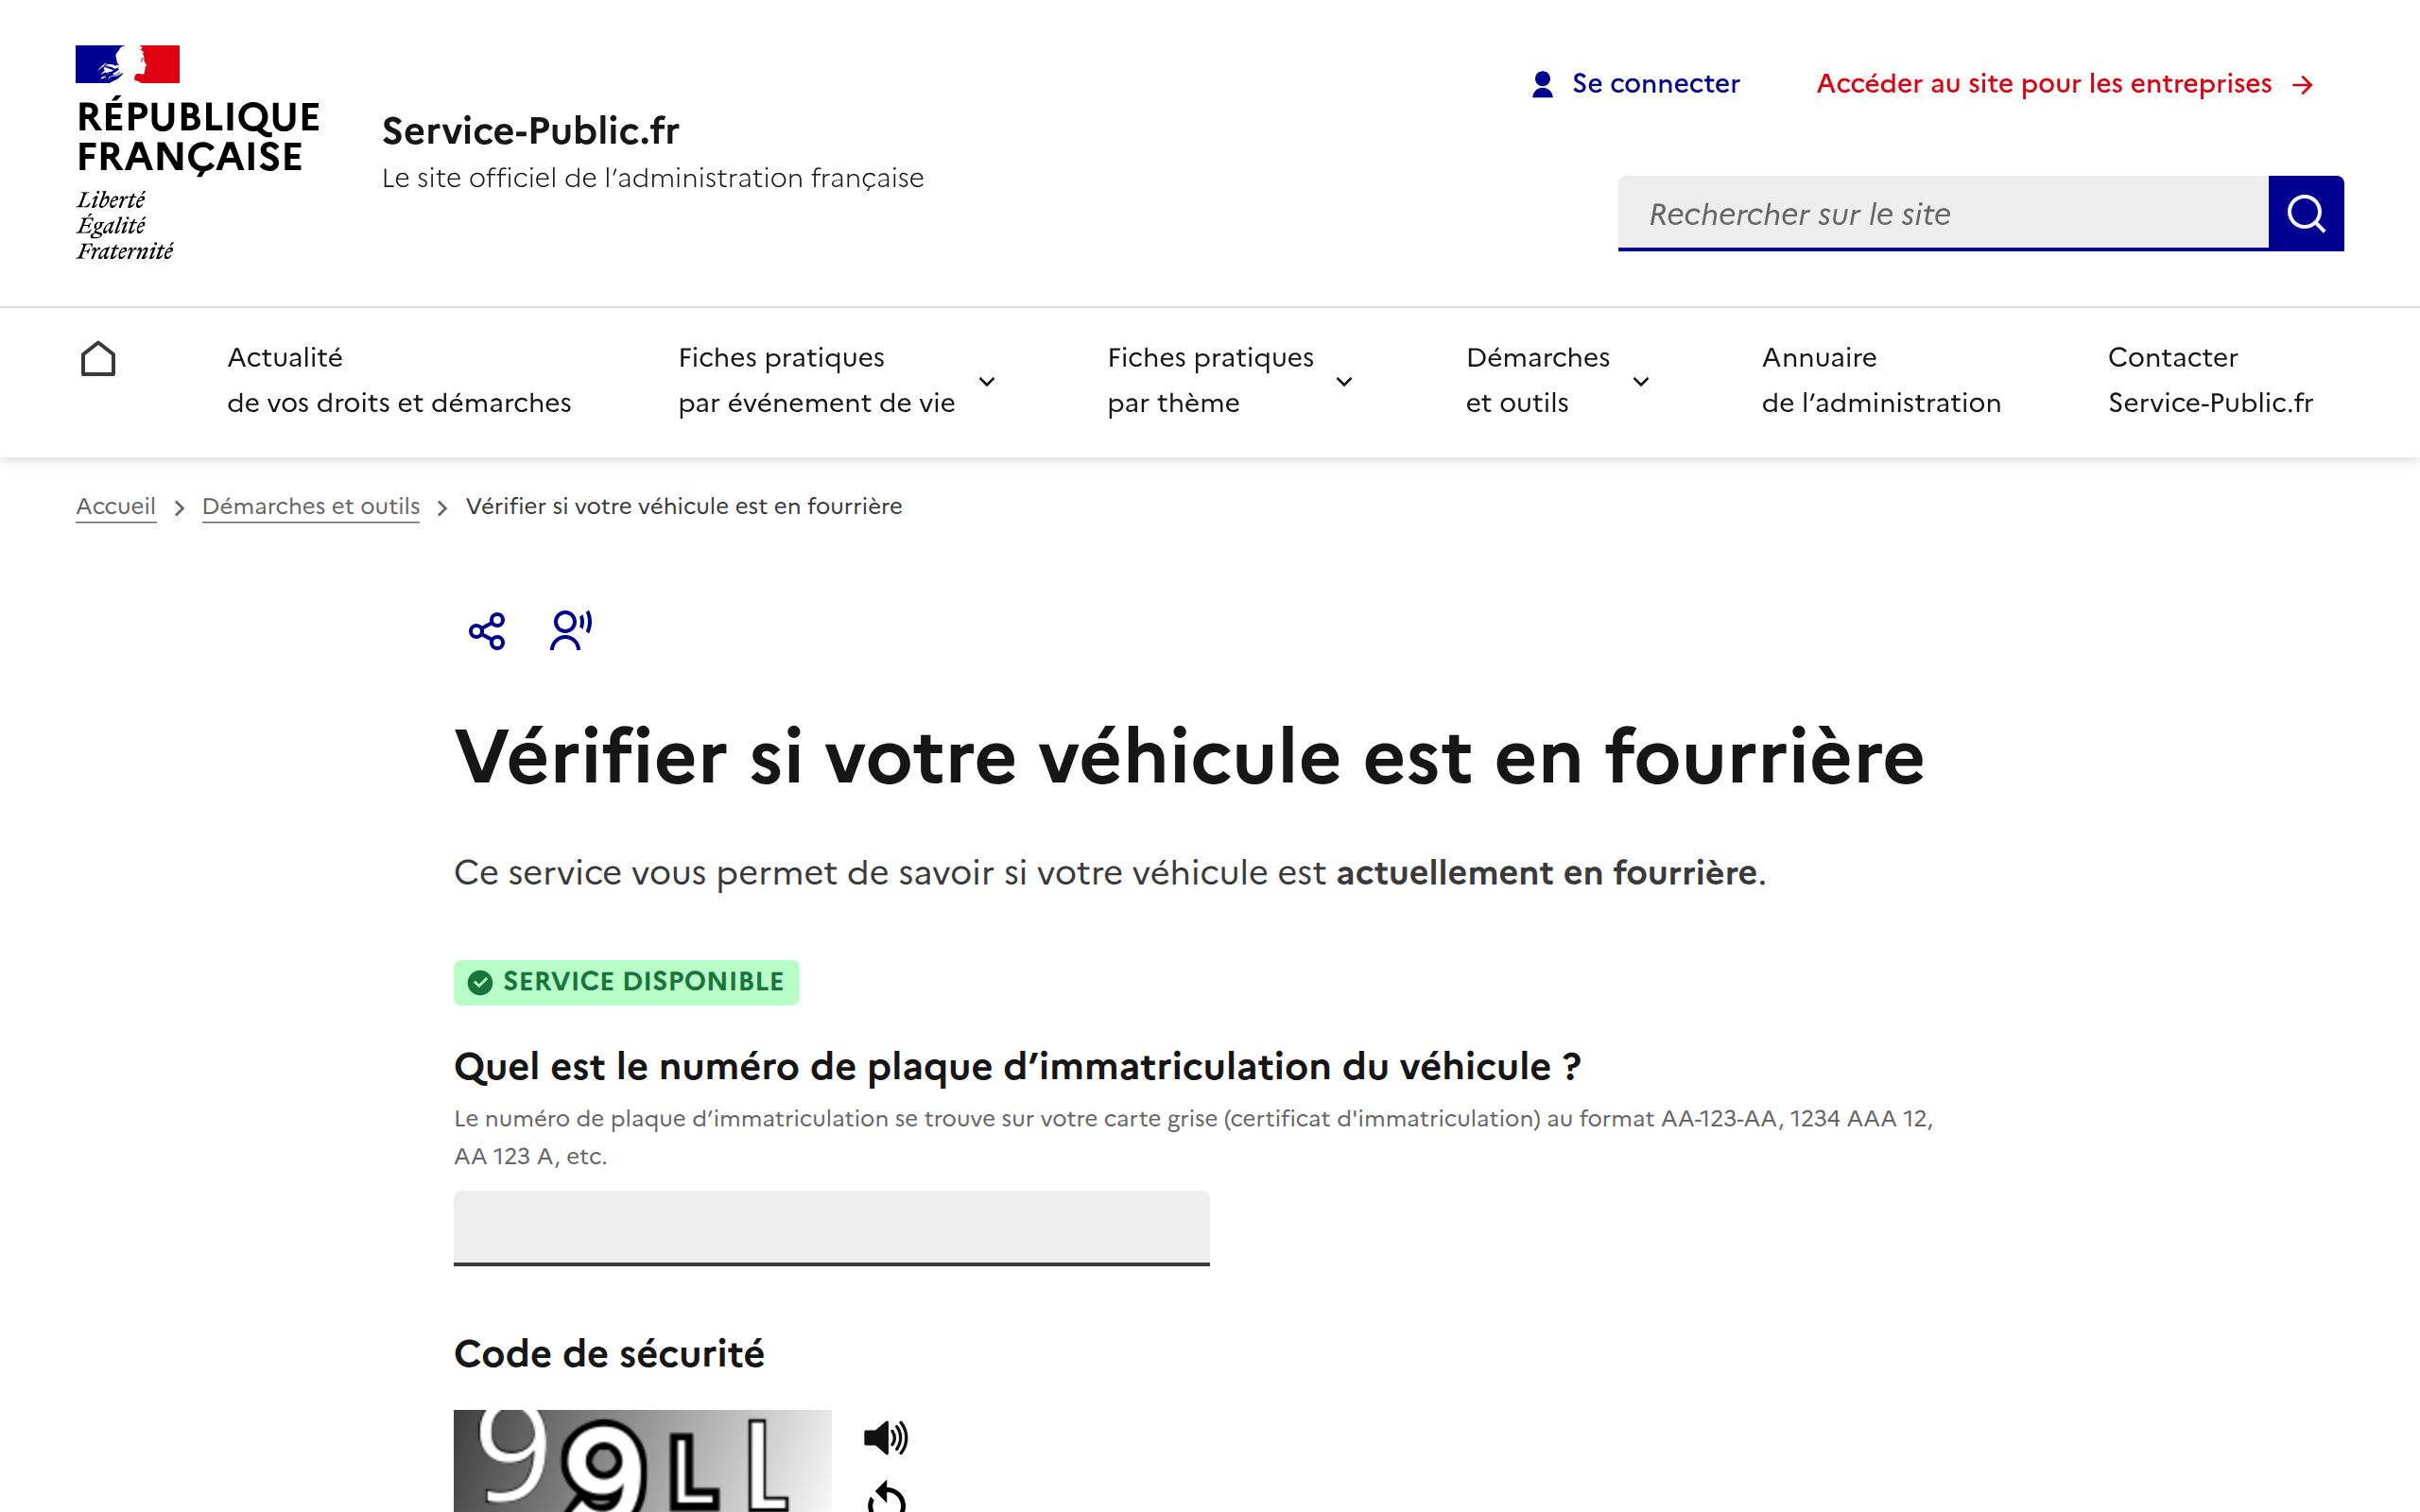 RÉPUBLIQUE
FRANÇAISE
Liberté
Égalité
Fraternité
Service-Public.fr
Le site officiel de l’administration française
Se connecter
Accéder au site pour les entreprises
Rechercher sur le site
Actualité
de vos droits et démarches
Fiches pratiques
par événement de vie
Fiches pratiques
par thème
Démarches
et outils
Annuaire
de l’administration
Contacter
Service-Public.fr
Accueil
Démarches et outils
Vérifier si votre véhicule est en fourrière
Vérifier si votre véhicule est en fourrière
Ce service vous permet de savoir si votre véhicule est actuellement en fourrière.
SERVICE DISPONIBLE
Quel est le numéro de plaque d’immatriculation du véhicule ?
Le numéro de plaque d’immatriculation se trouve sur votre carte grise (certificat d'immatriculation) au format AA-123-AA, 1234 AAA 12,
AA 123 A, etc.
Code de sécurité